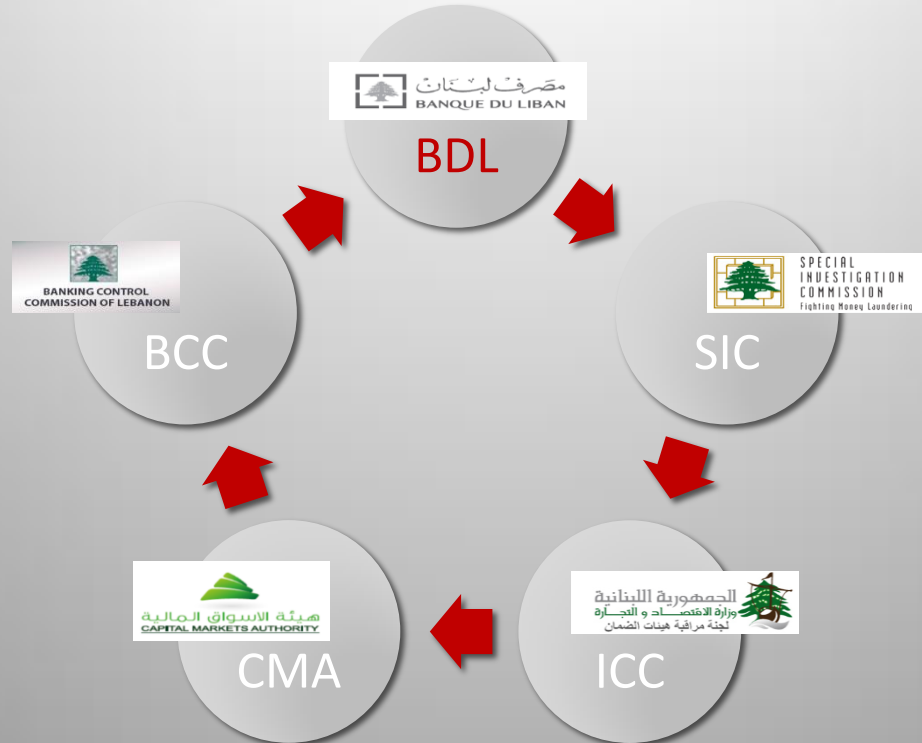 مصرف لبنان
BANQUE DU LIBAN
BDL
BANKING CONTROL
COMMISSION OF LEBANON
BCC
SPECIAL
INVESTIGATION
COMMISSION
Fighting Money Laundering
SIC
هيئة الاسواق المالية
CAPITAL MARKETS AUTHORITY
CMA
الجمهورية اللبنانية
وزارة الاقتصاد و التجارة
لجنة مراقبة هيئات الضمان
ICC